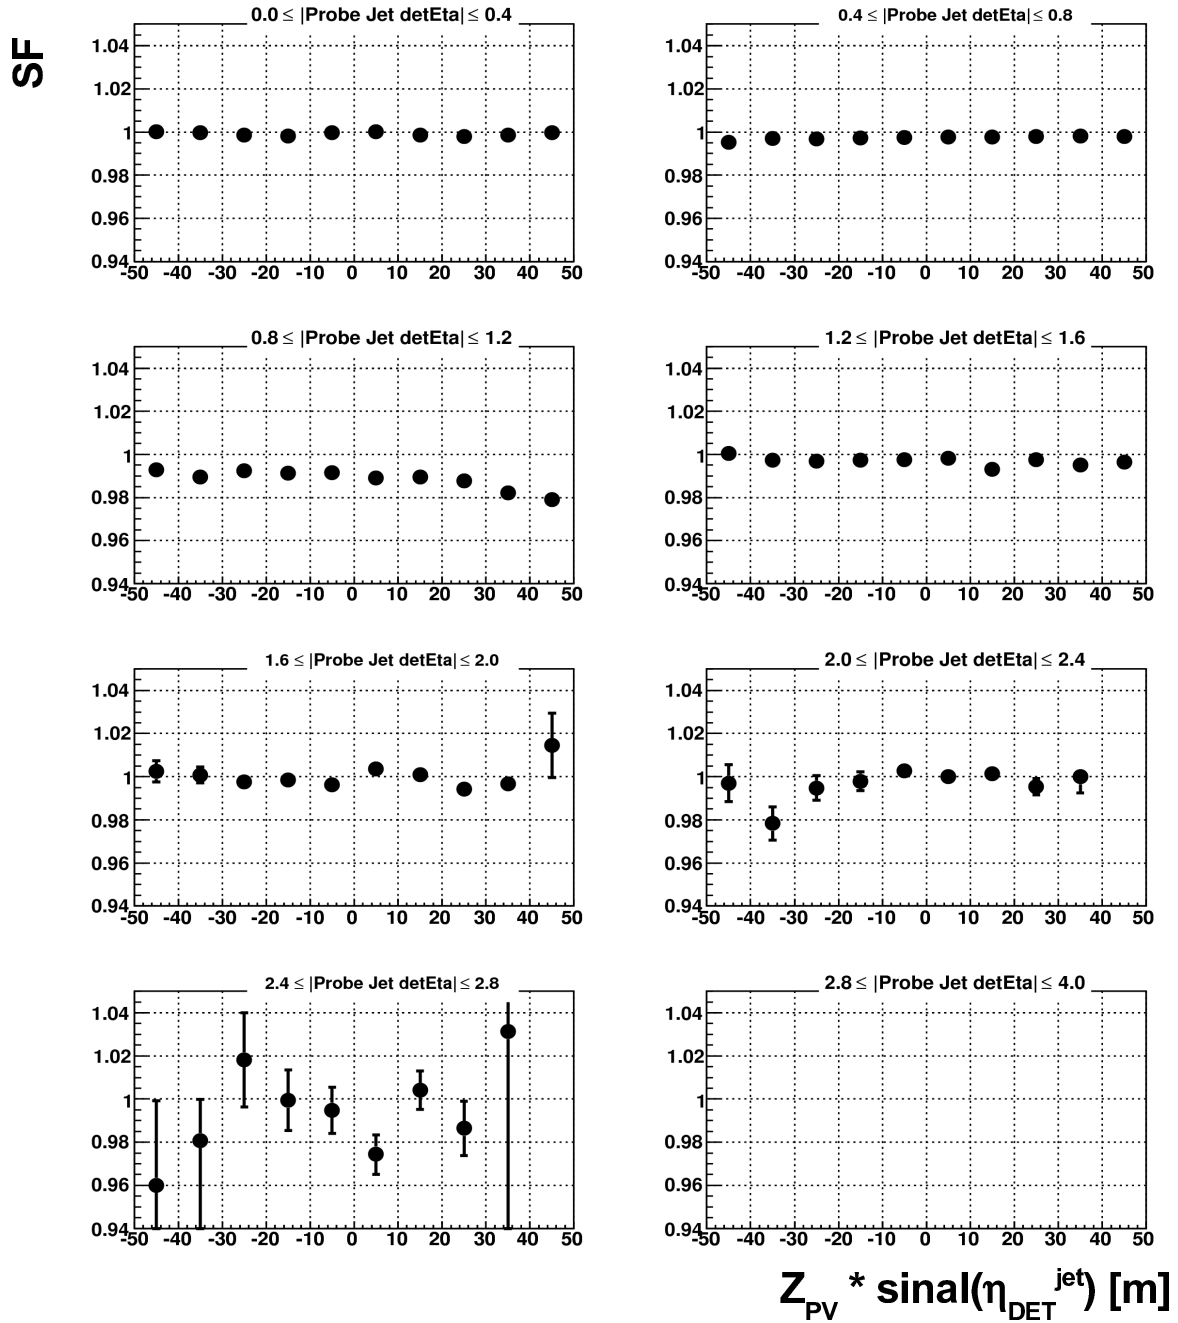 SF
0.0 ≤ |Probe Jet detEta| ≤ 0.4
1.04
1.02
1
0.98
0.96
0.94
-50 -40 -30 -20 -10 0 10 20 30 40 50
0.4 ≤ |Probe Jet detEta| ≤ 0.8
1.04
1.02
1
0.98
0.96
0.94
-50 -40 -30 -20 -10 0 10 20 30 40 50
0.8 ≤ |Probe Jet detEta| ≤ 1.2
1.04
1.02
1
0.98
0.96
0.94
-50 -40 -30 -20 -10 0 10 20 30 40 50
1.2 ≤ |Probe Jet detEta| ≤ 1.6
1.04
1.02
1
0.98
0.96
0.94
-50 -40 -30 -20 -10 0 10 20 30 40 50
1.6 ≤ |Probe Jet detEta| ≤ 2.0
1.04
1.02
1
0.98
0.96
0.94
-50 -40 -30 -20 -10 0 10 20 30 40 50
2.0 ≤ |Probe Jet detEta| ≤ 2.4
1.04
1.02
1
0.98
0.96
0.94
-50 -40 -30 -20 -10 0 10 20 30 40 50
2.4 ≤ |Probe Jet detEta| ≤ 2.8
1.04
1.02
1
0.98
0.96
0.94
-50 -40 -30 -20 -10 0 10 20 30 40 50
2.8 ≤ |Probe Jet detEta| ≤ 4.0
1.04
1.02
1
0.98
0.96
0.94
-50 -40 -30 -20 -10 0 10 20 30 40 50
Z_PV * sinal(η_DET^jet) [m]